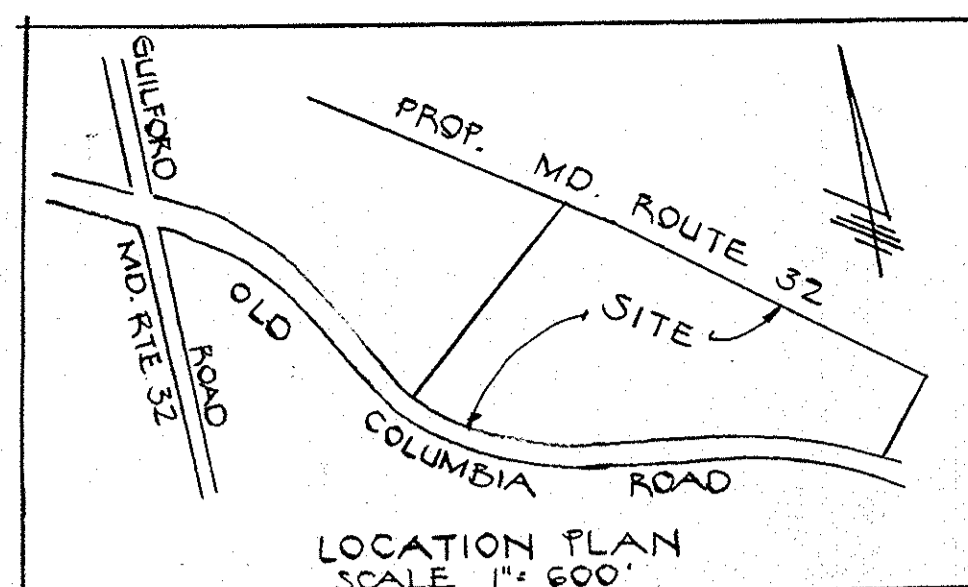 GUILFORD
ROAD
MD. RTE 32
PROP. MD. ROUTE 32
SITE
OLD COLUMBIA ROAD
LOCATION PLAN
SCALE 1"= 600'